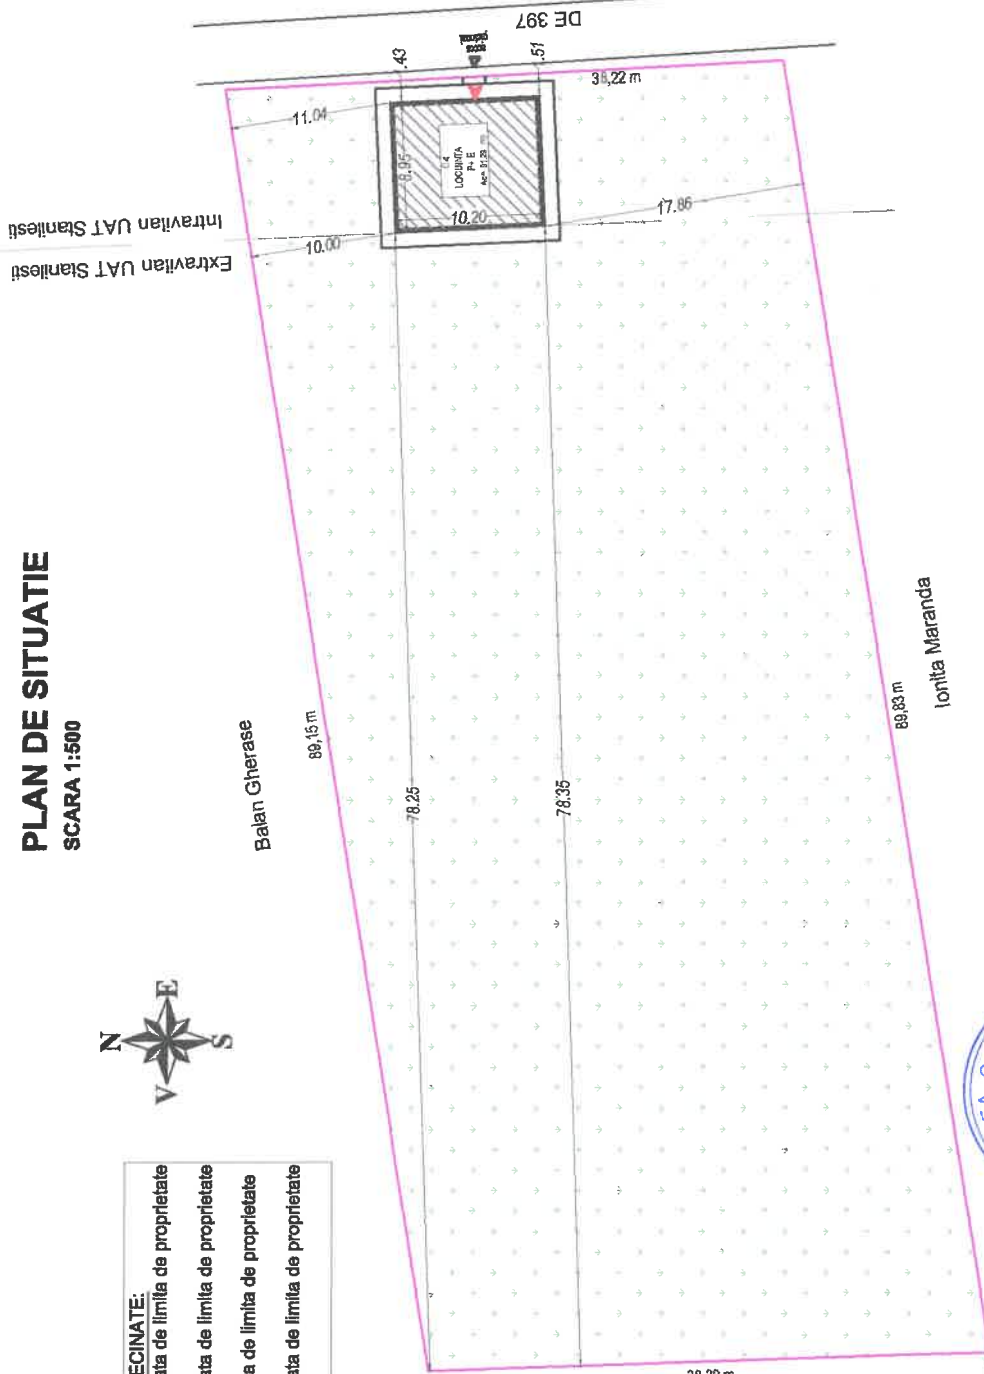 PLAN DE SITUATIE
SCARA 1:500
N
V
E
S
ECINATE:
ata de limita de proprietate
ata de limita de proprietate
a de limita de proprietate
ata de limita de proprietate
Intravilan UAT Stanilesti
Extravilan UAT Stanilesti
DE 397
.43
.51
38,22 m
11.04
8.95
LOCUINTA
P+ E
10.20
10.00
17.86
Balan Gherase
89,15 m
78.25
78.35
89,83 m
Ionita Maranda